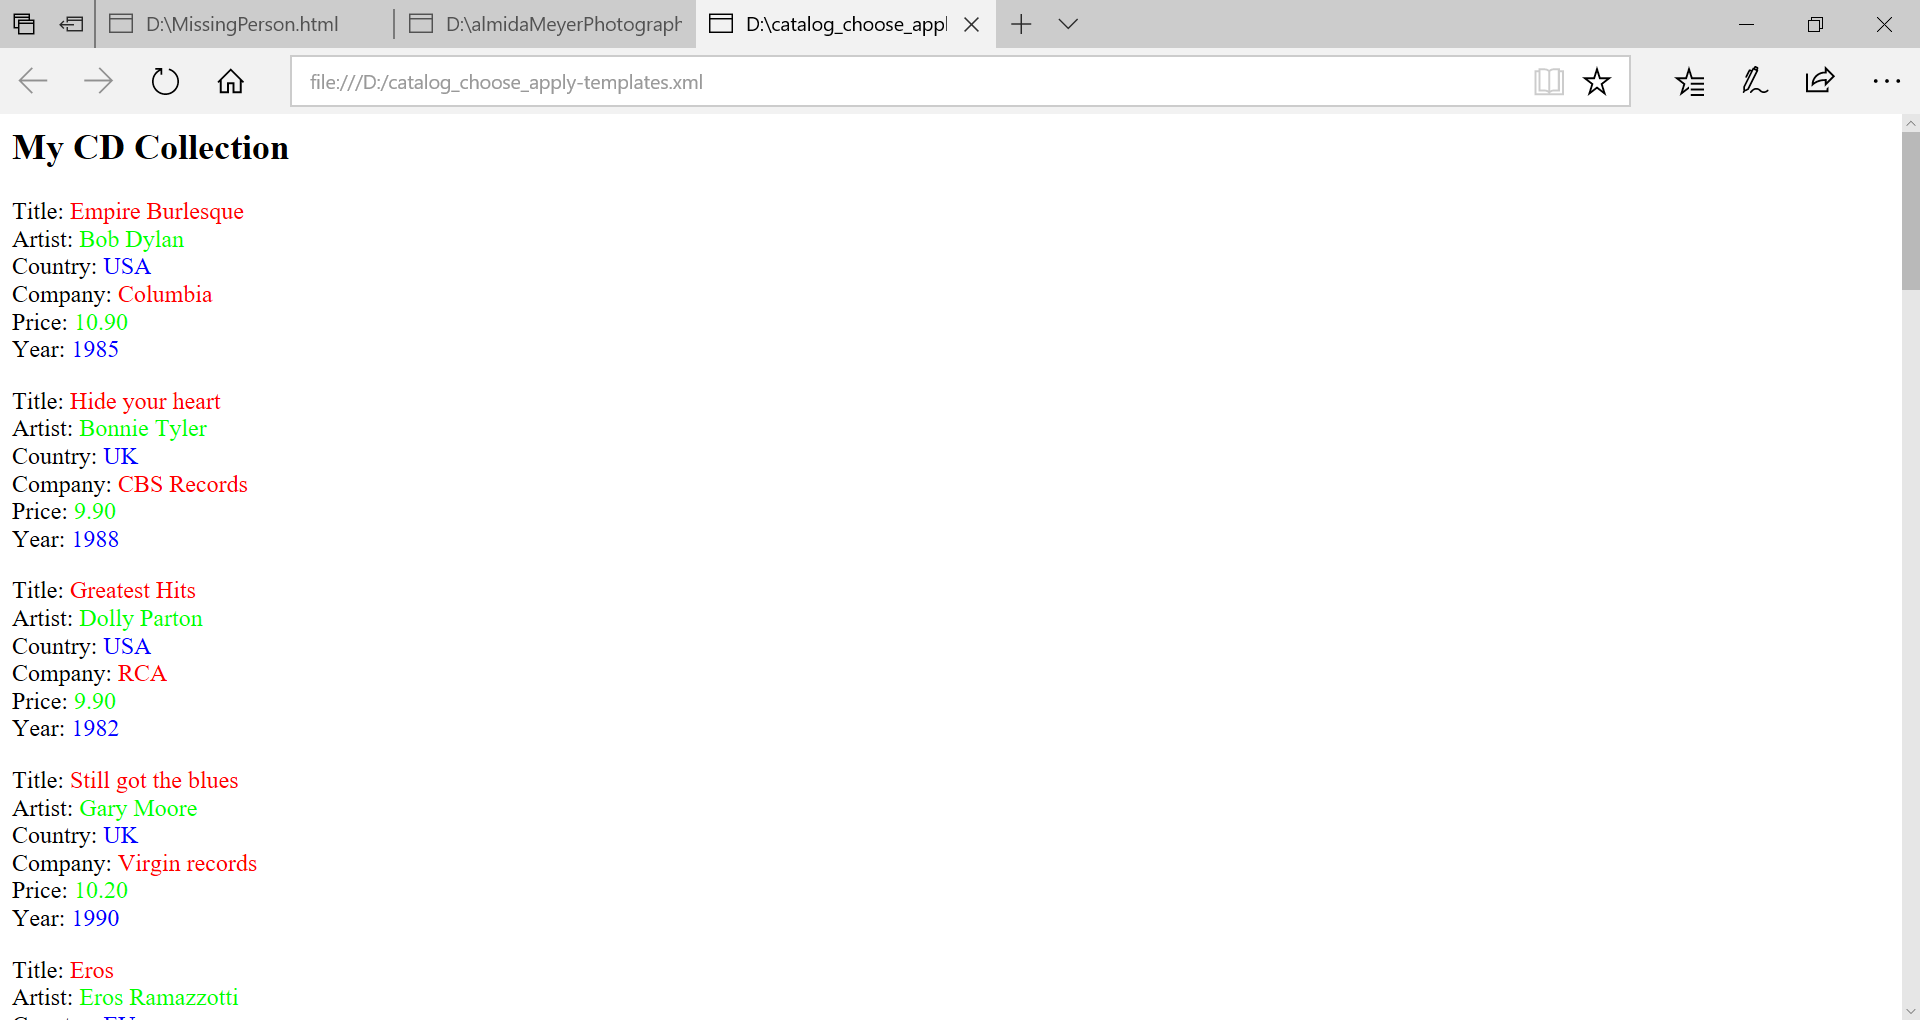 D:\MissingPerson.html
D:\almidaMeyerPhotograph
D:\catalog_choose_appl
file:///D:/catalog_choose_apply-templates.xml
My CD Collection
Title: Empire Burlesque
Artist: Bob Dylan
Country: USA
Company: Columbia
Price: 10.90
Year: 1985
Title: Hide your heart
Artist: Bonnie Tyler
Country: UK
Company: CBS Records
Price: 9.90
Year: 1988
Title: Greatest Hits
Artist: Dolly Parton
Country: USA
Company: RCA
Price: 9.90
Year: 1982
Title: Still got the blues
Artist: Gary Moore
Country: UK
Company: Virgin records
Price: 10.20
Year: 1990
Title: Eros
Artist: Eros Ramazzotti